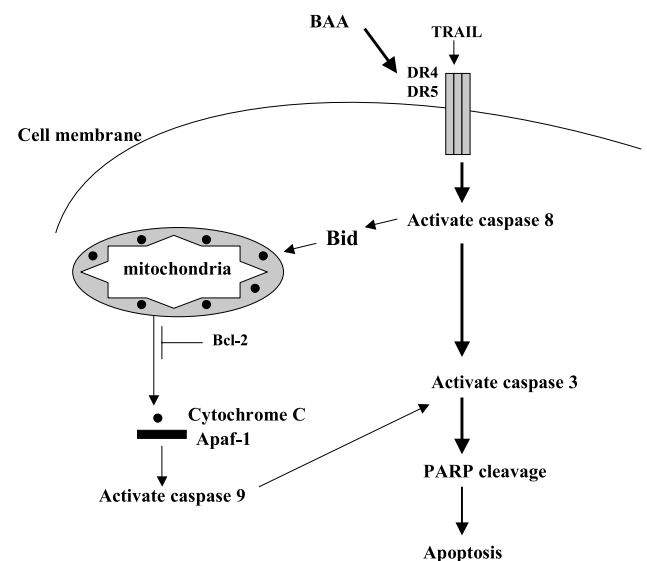 BAA
TRAIL
DR4
DR5
Cell membrane
Activate caspase 8
Bid
mitochondria
Bcl-2
Activate caspase 3
Cytochrome C
Apaf-1
PARP cleavage
Activate caspase 9
Apoptosis